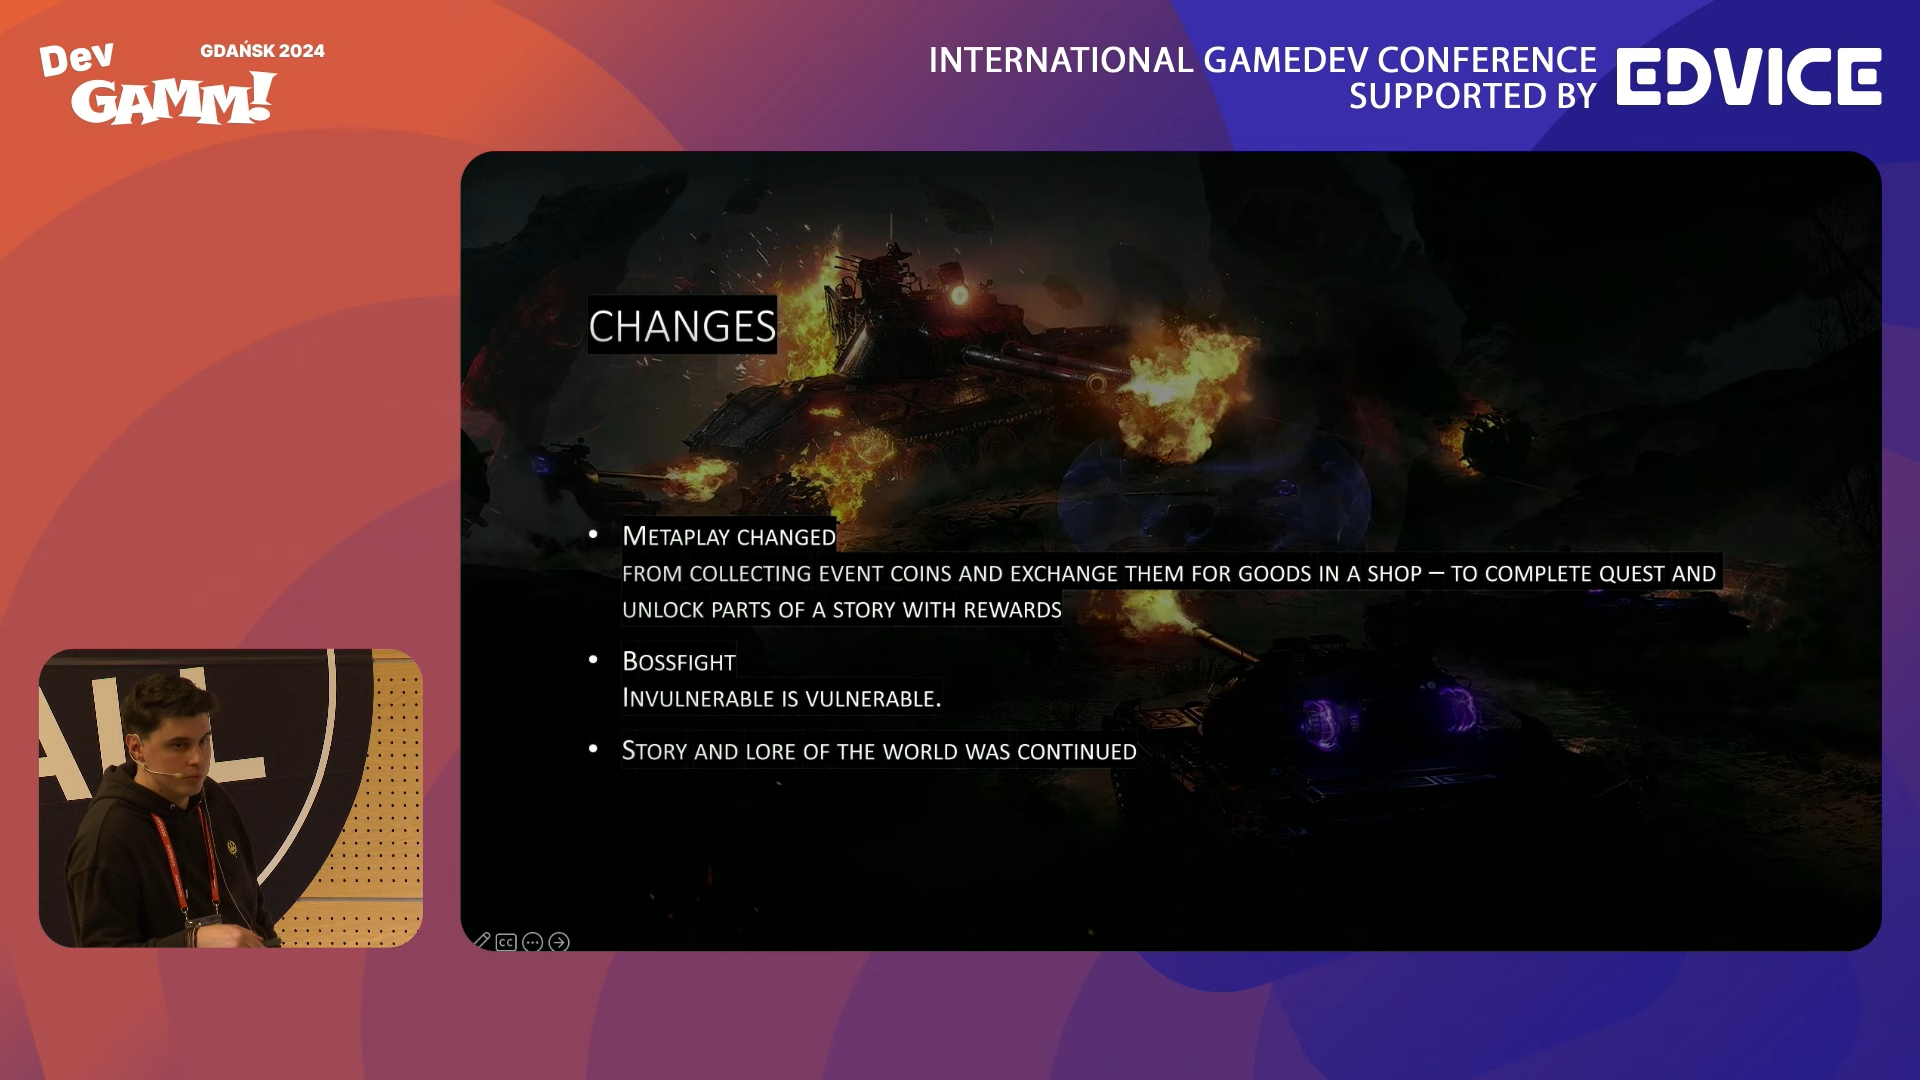 Dev
GAMM!
GDAŃSK 2024
INTERNATIONAL GAMEDEV CONFERENCE
SUPPORTED BY
EDVICE
CHANGES
• METAPLAY CHANGED
FROM COLLECTING EVENT COINS AND EXCHANGE THEM FOR GOODS IN A SHOP – TO COMPLETE QUEST AND
UNLOCK PARTS OF A STORY WITH REWARDS
• BOSSFIGHT
INVULNERABLE IS VULNERABLE.
• STORY AND LORE OF THE WORLD WAS CONTINUED
CC